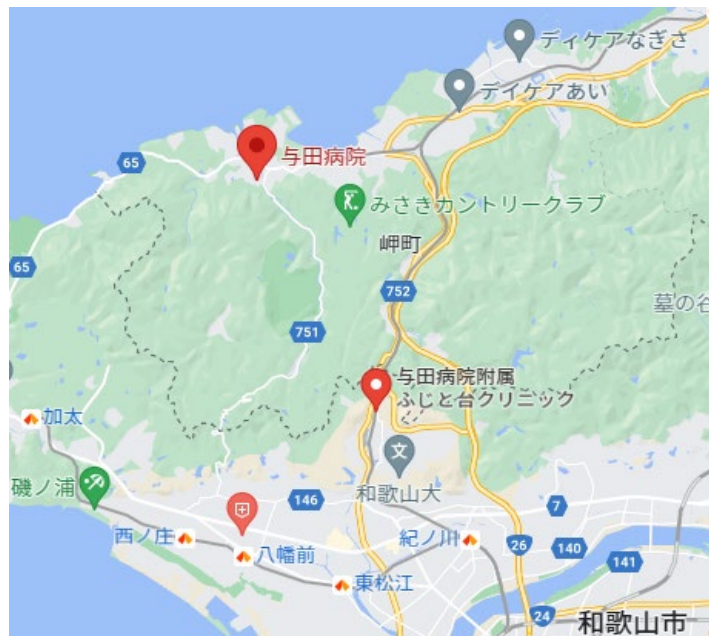 ディケアなぎさ
デイケアあい
与田病院
65
みさきカントリークラブ
岬町
65
752
墓の谷
751
与田病院附属
ふじと台クリニック
加太
文
和歌山大
磯ノ浦
146
7
西ノ庄
八幡前
紀ノ川
26
140
141
東松江
24
和歌山市